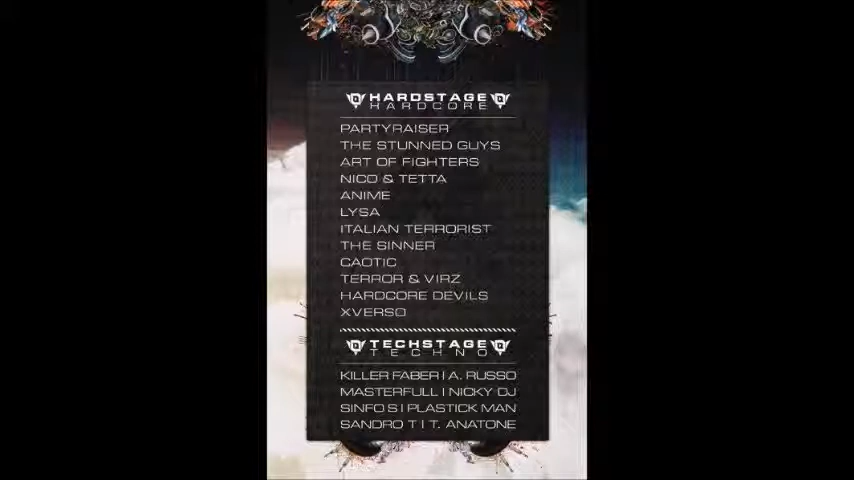 HARDSTAGE
HARDCORE
PARTYRAISER
THE STUNNED GUYS
ART OF FIGHTERS
NICO & TETTA
ANIME
LYSA
ITALIAN TERRORIST
THE SINNER
CAOTIC
TERROR & VIRZ
HARDCORE DEVILS
XVERSO
TECHSTAGE
TECHNO
KILLER FABER | A. RUSSO
MASTERFULL | NICKY DJ
SINFO S | PLASTICK MAN
SANDRO T | T. ANATONE